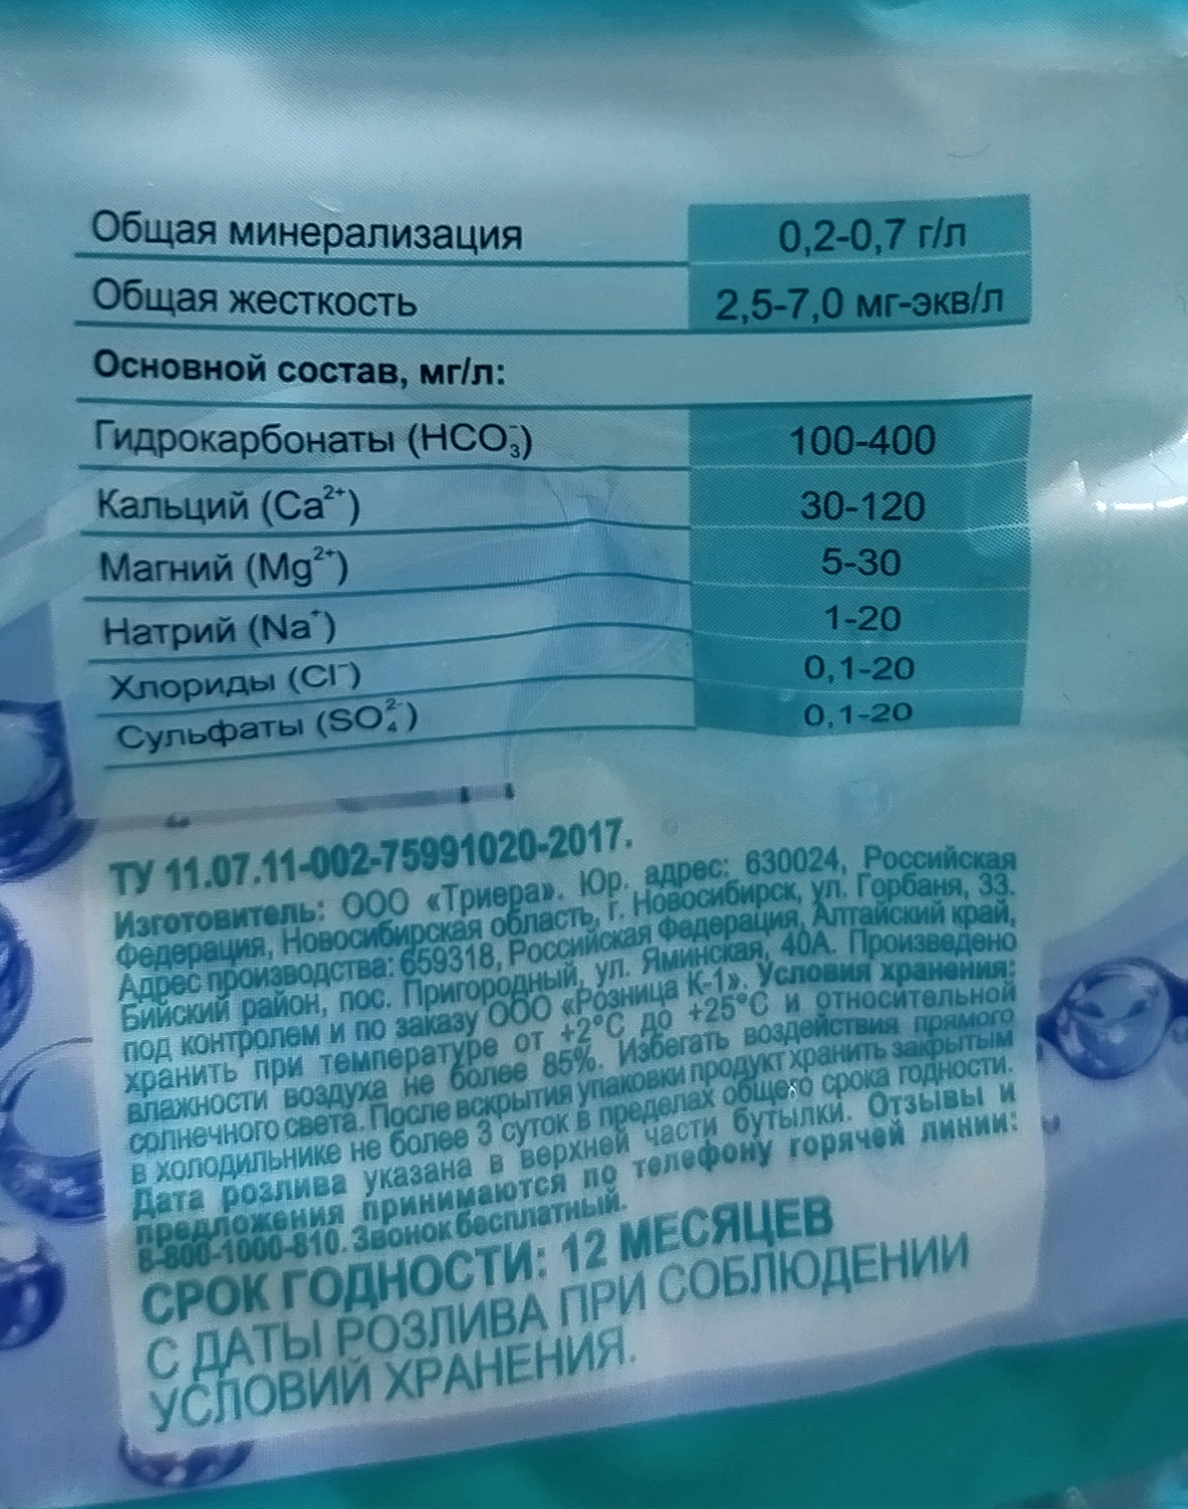 Общая минерализация 0,2-0,7 г/л
Общая жесткость 2,5-7,0 мг-экв/л
Основной состав, мг/л:
Гидрокарбонаты (HCO₃⁻) 100-400
Кальций (Ca²⁺) 30-120
Магний (Mg²⁺) 5-30
Натрий (Na⁺) 1-20
Хлориды (Cl⁻) 0,1-20
Сульфаты (SO₄²⁻) 0,1-20
ТУ 11.07.11-002-75991020-2017.
Изготовитель: ООО «Триера». Юр. адрес: 630024, Российская
Федерация, Новосибирская область, г. Новосибирск, ул. Горбаня, 33.
Адрес производства: 659318, Российская Федерация, Алтайский край,
Бийский район, пос. Пригородный, ул. Яминская, 40А. Произведено
под контролем и по заказу ООО «Розница К-1». Условия хранения:
хранить при температуре от +2°С до +25°С и относительной
влажности воздуха не более 85%. Избегать воздействия прямого
солнечного света. После вскрытия упаковки продукт хранить закрытым
в холодильнике не более 3 суток в пределах общего срока годности.
Дата розлива указана в верхней части бутылки. Отзывы и
предложения принимаются по телефону горячей линии:
8-800-1000-810. Звонок бесплатный.
СРОК ГОДНОСТИ: 12 МЕСЯЦЕВ
С ДАТЫ РОЗЛИВА ПРИ СОБЛЮДЕНИИ
УСЛОВИЙ ХРАНЕНИЯ.